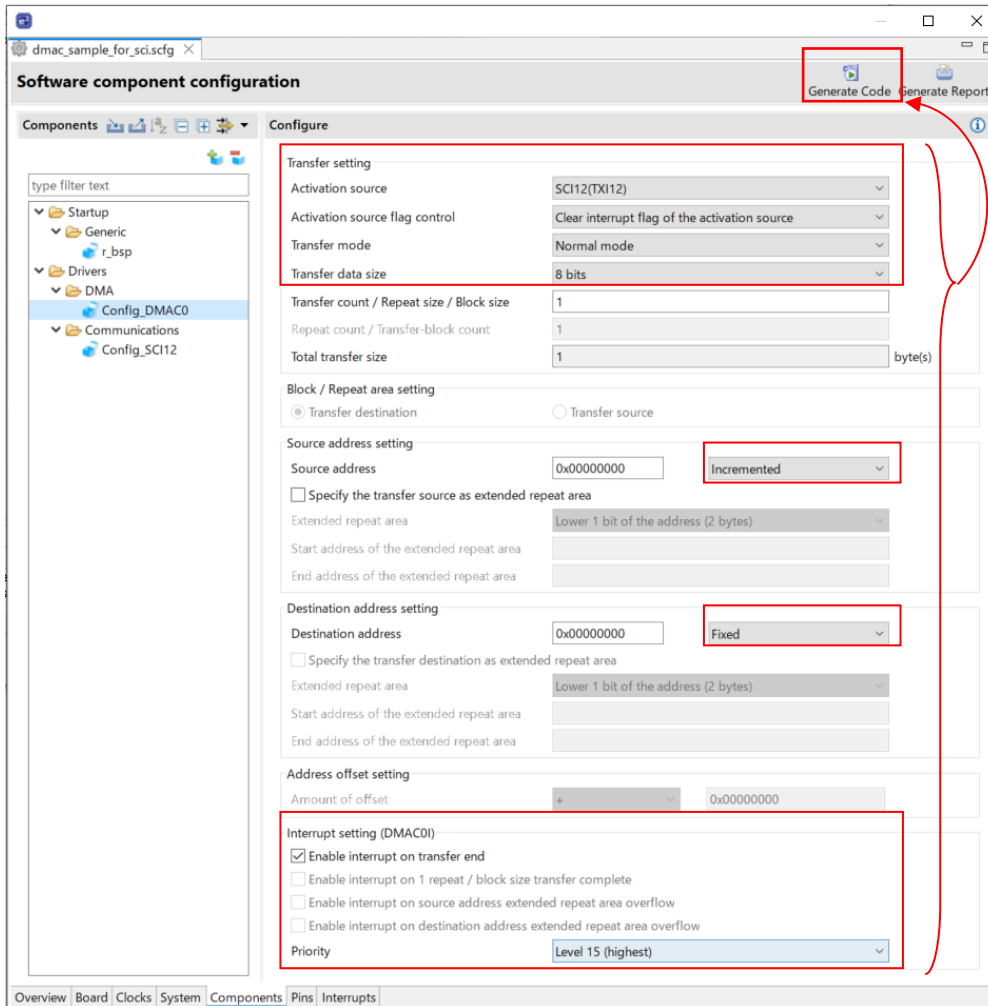 dmac_sample_for_sci.scfg
Software component configuration
Generate Code Generate Report
Components
Configure
type filter text
Startup
Generic
r_bsp
Drivers
DMA
Config_DMAC0
Communications
Config_SCI12
Transfer setting
Activation source SCI12(TXI12)
Activation source flag control Clear interrupt flag of the activation source
Transfer mode Normal mode
Transfer data size 8 bits
Transfer count / Repeat size / Block size 1
Repeat count / Transfer-block count 1
Total transfer size 1 byte(s)
Block / Repeat area setting
Transfer destination Transfer source
Source address setting
Source address 0x00000000 Incremented
Specify the transfer source as extended repeat area
Extended repeat area Lower 1 bit of the address (2 bytes)
Start address of the extended repeat area
End address of the extended repeat area
Destination address setting
Destination address 0x00000000 Fixed
Specify the transfer destination as extended repeat area
Extended repeat area Lower 1 bit of the address (2 bytes)
Start address of the extended repeat area
End address of the extended repeat area
Address offset setting
Amount of offset + 0x00000000
Interrupt setting (DMAC0I)
Enable interrupt on transfer end
Enable interrupt on 1 repeat / block size transfer complete
Enable interrupt on source address extended repeat area overflow
Enable interrupt on destination address extended repeat area overflow
Priority Level 15 (highest)
Overview Board Clocks System Components Pins Interrupts